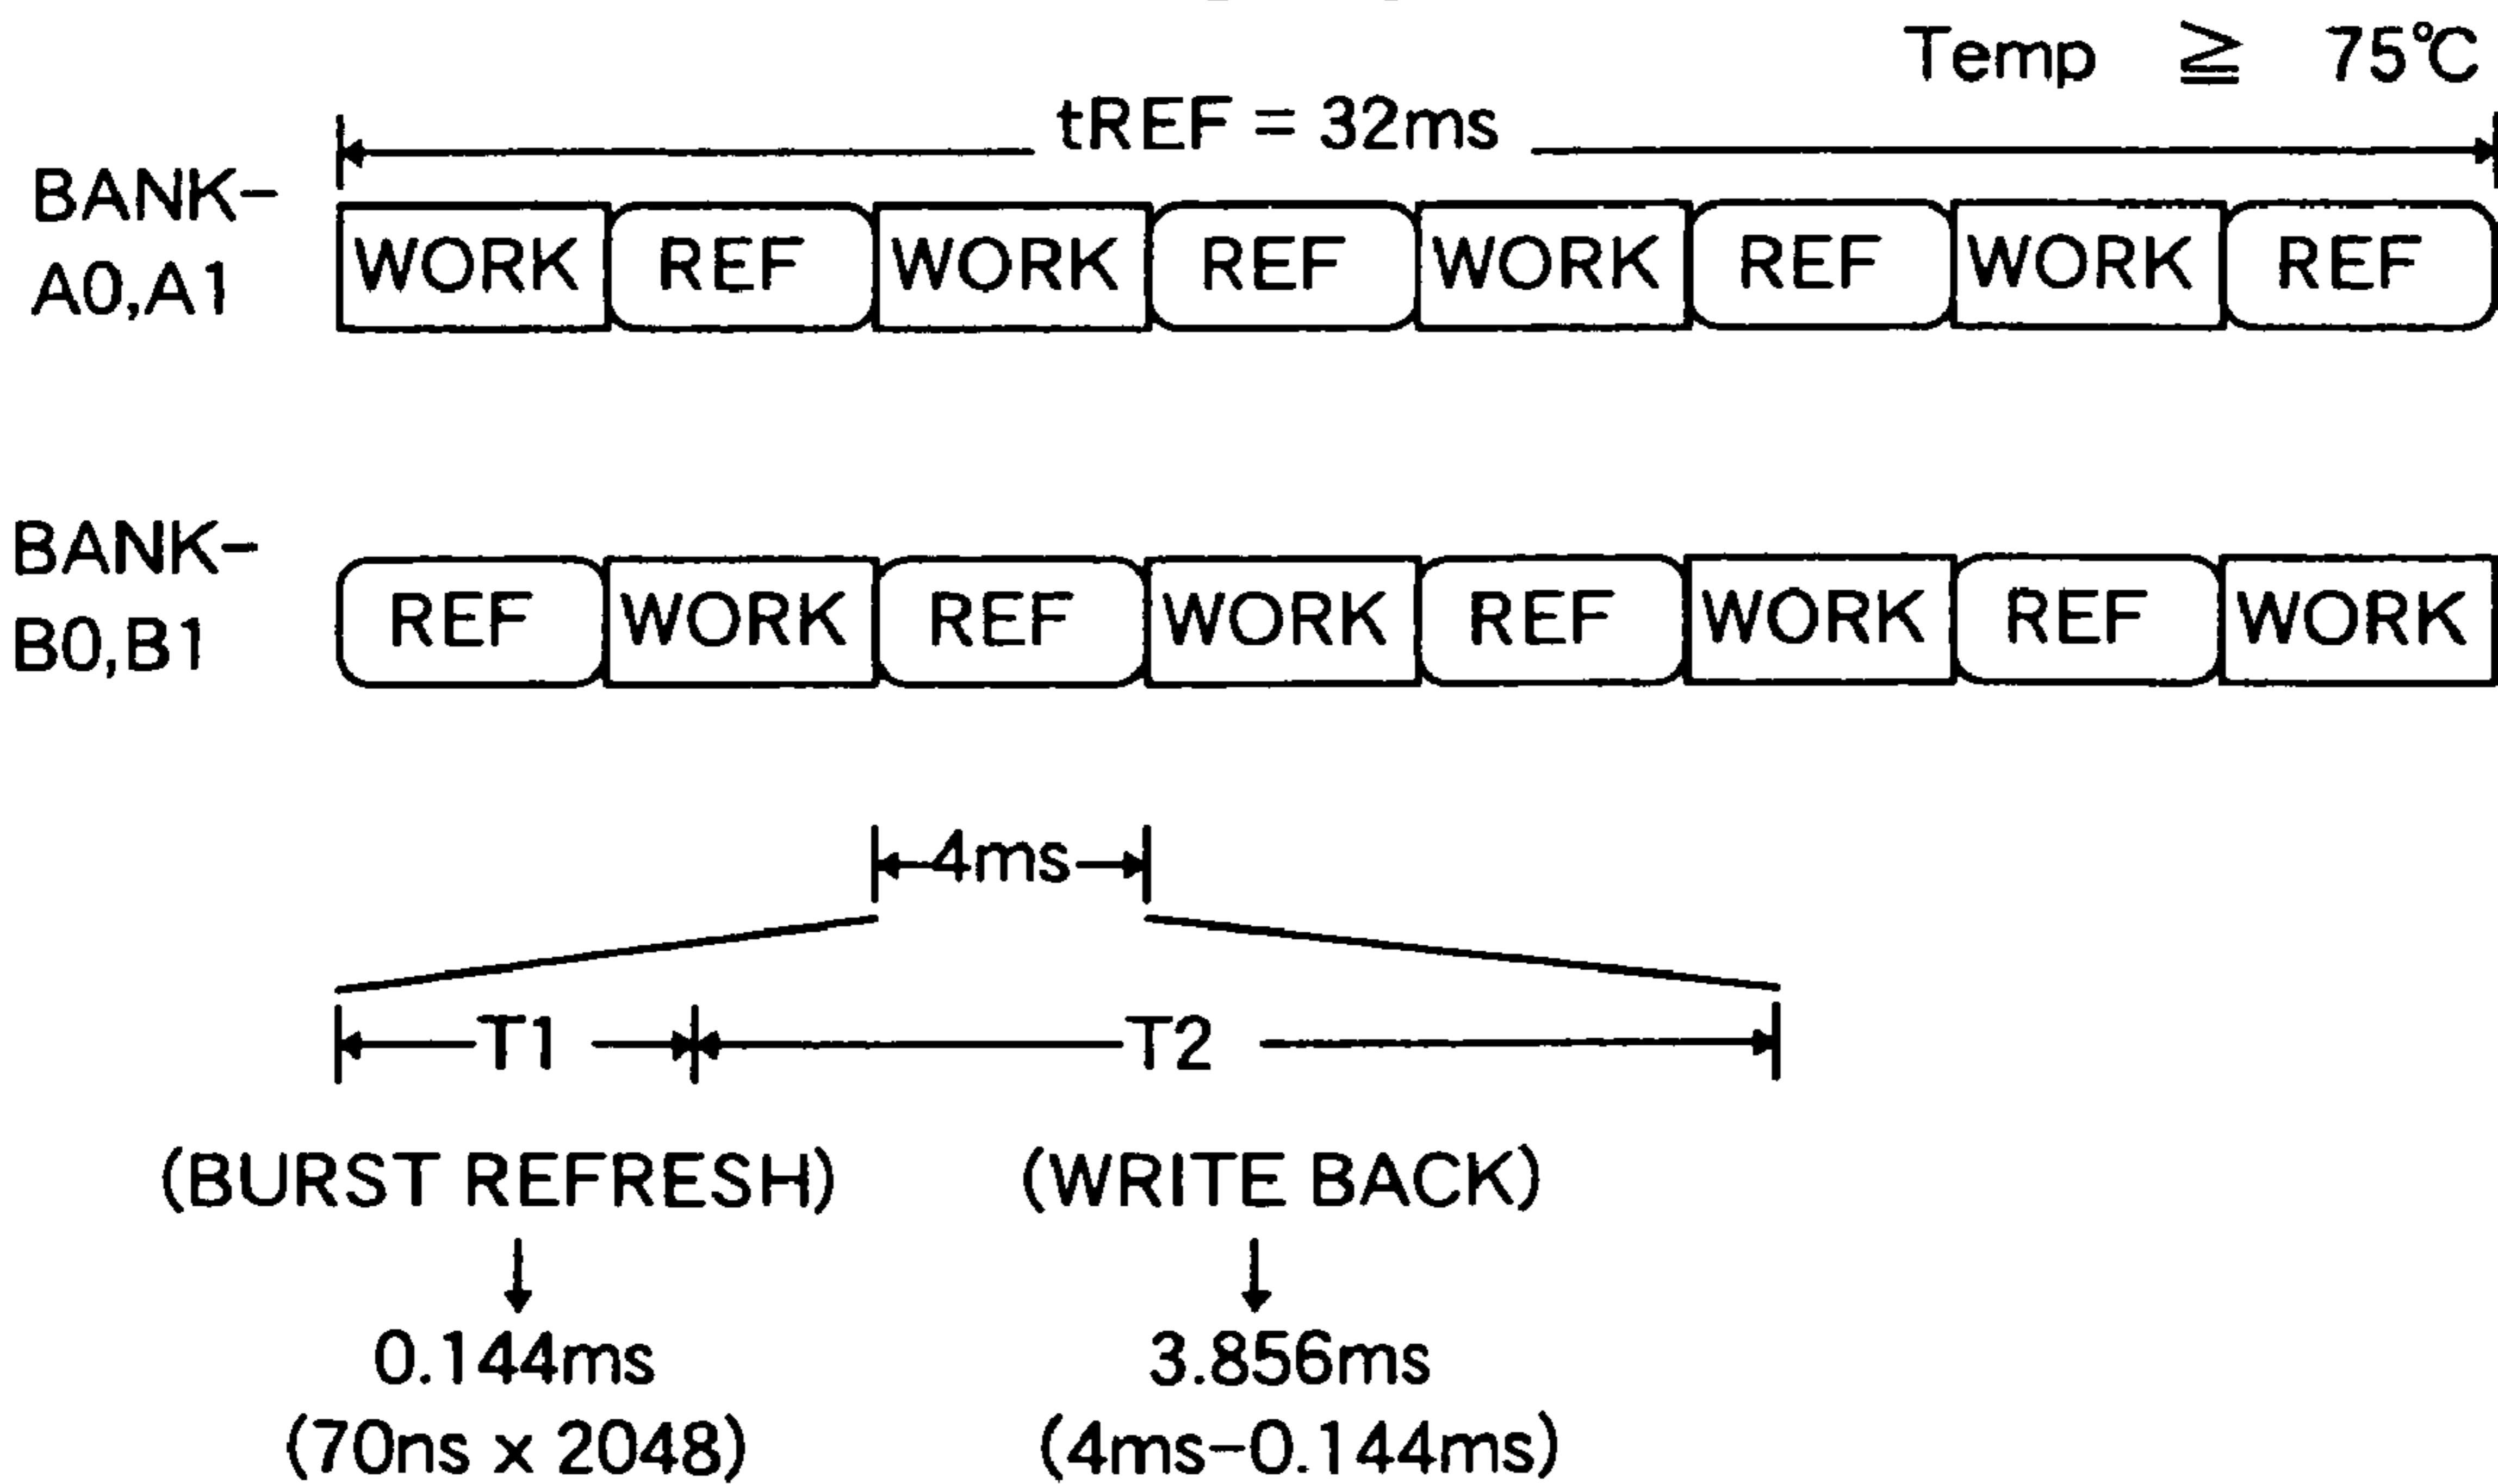 Temp ≧ 75℃
tREF = 32ms
BANK-
A0,A1
WORK REF WORK REF WORK REF WORK REF
BANK-
B0,B1
REF WORK REF WORK REF WORK REF WORK
4ms
T1 T2
(BURST REFRESH) (WRITE BACK)
0.144ms 3.856ms
(70ns x 2048) (4ms-0.144ms)